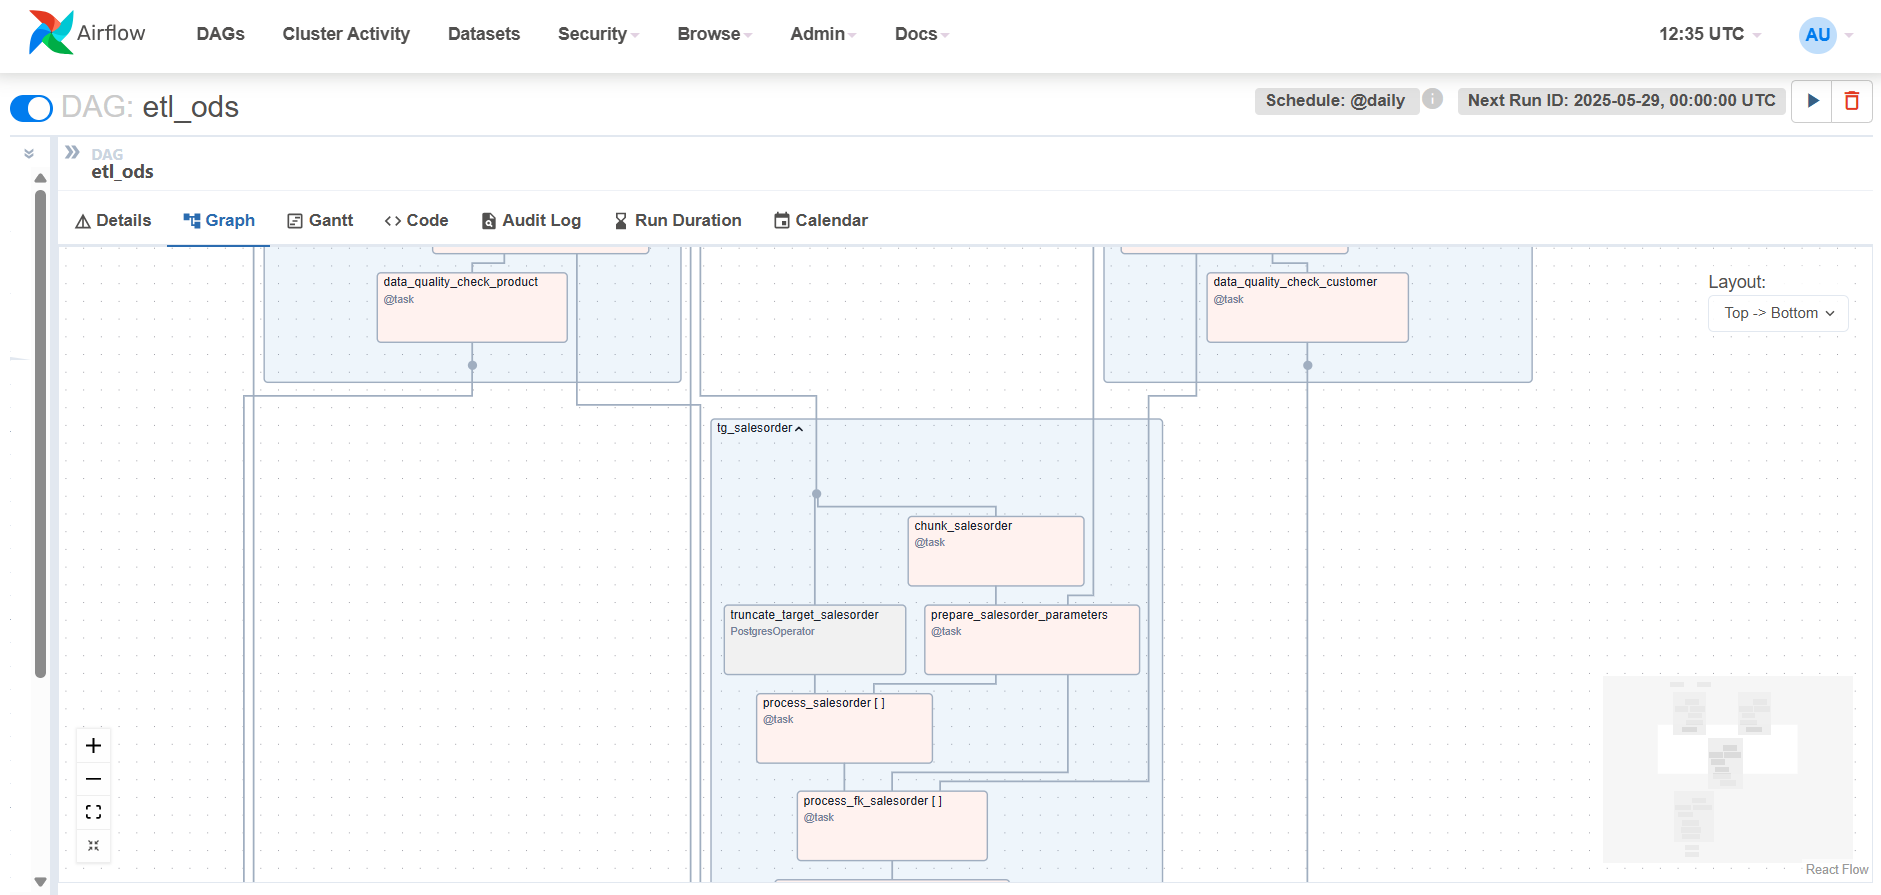 Airflow
DAGs
Cluster Activity
Datasets
Security
Browse
Admin
Docs
12:35 UTC
AU
DAG: etl_ods
Schedule: @daily
Next Run ID: 2025-05-29, 00:00:00 UTC
DAG
etl_ods
Details
Graph
Gantt
Code
Audit Log
Run Duration
Calendar
Layout:
Top -> Bottom
data_quality_check_product
@task
data_quality_check_customer
@task
tg_salesorder
chunk_salesorder
@task
truncate_target_salesorder
PostgresOperator
prepare_salesorder_parameters
@task
process_salesorder [ ]
@task
process_fk_salesorder [ ]
@task
React Flow